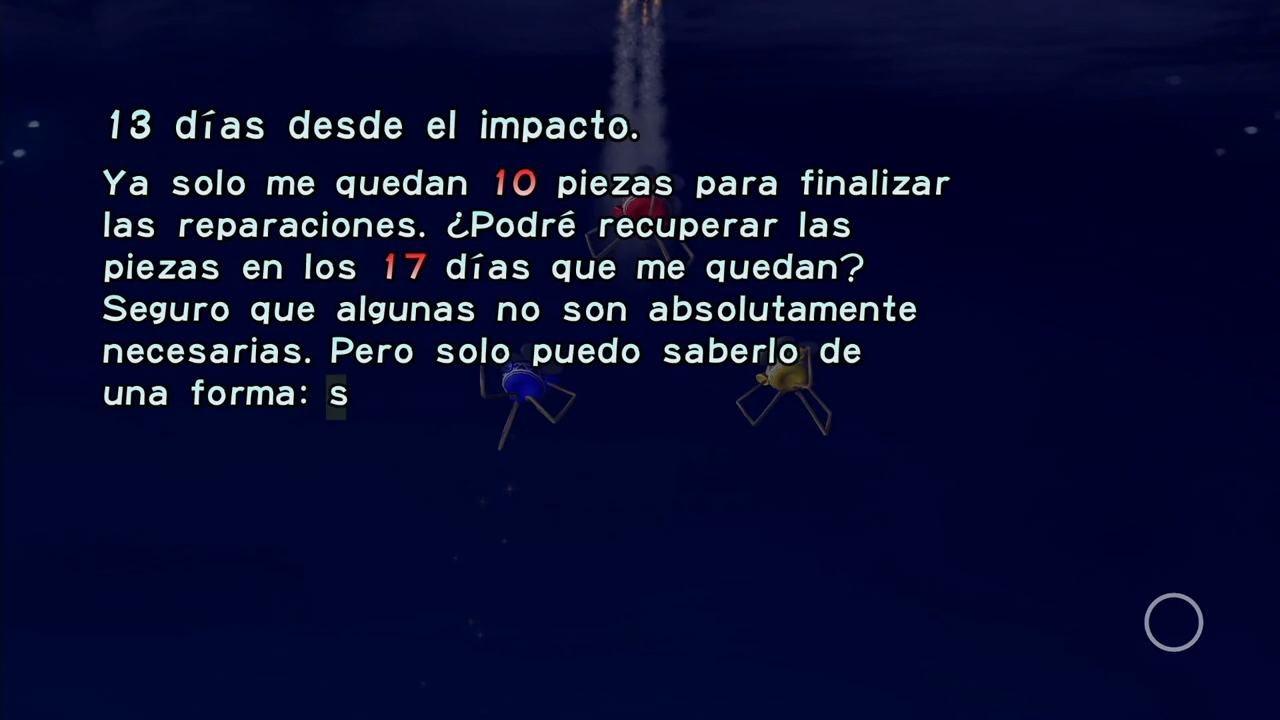 13 días desde el impacto.
Ya solo me quedan 10 piezas para finalizar
las reparaciones. ¿Podré recuperar las
piezas en los 17 días que me quedan?
Seguro que algunas no son absolutamente
necesarias. Pero solo puedo saberlo de
una forma: s